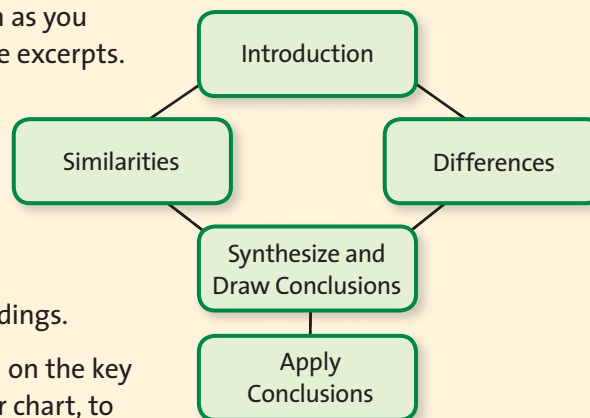 as you
excerpts.
Introduction
Similarities
Differences
Synthesize and
Draw Conclusions
dings.
on the key
Apply
Conclusions
chart, to